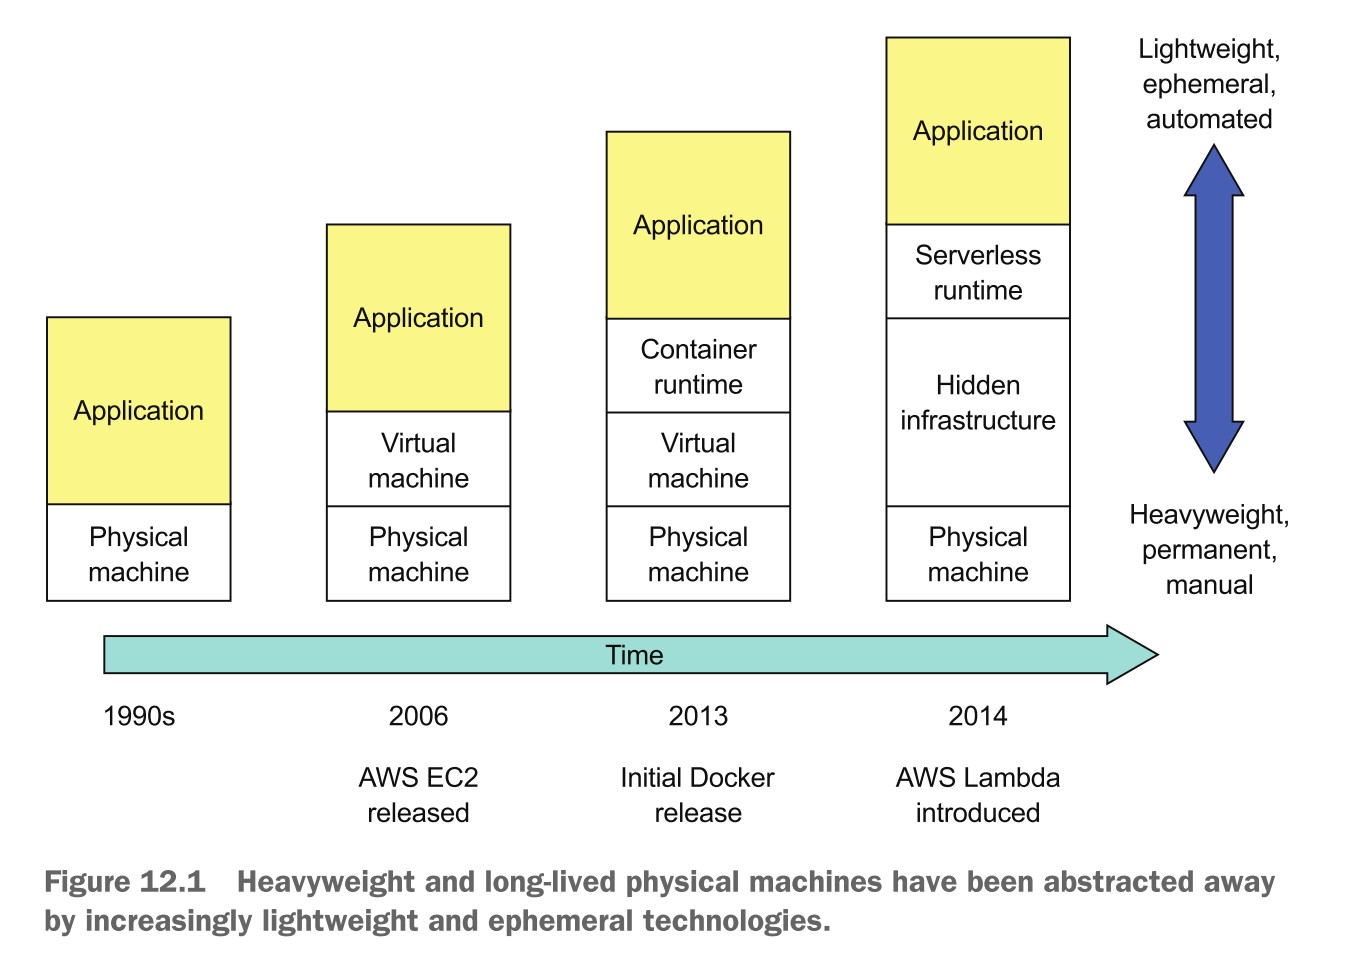 Application
Physical
machine
Application
Virtual
machine
Physical
machine
Application
Container
runtime
Virtual
machine
Physical
machine
Application
Serverless
runtime
Hidden
infrastructure
Physical
machine
Lightweight,
ephemeral,
automated
Heavyweight,
permanent,
manual
Time
1990s
2006
AWS EC2
released
2013
Initial Docker
release
2014
AWS Lambda
introduced
Figure 12.1 Heavyweight and long-lived physical machines have been abstracted away
by increasingly lightweight and ephemeral technologies.